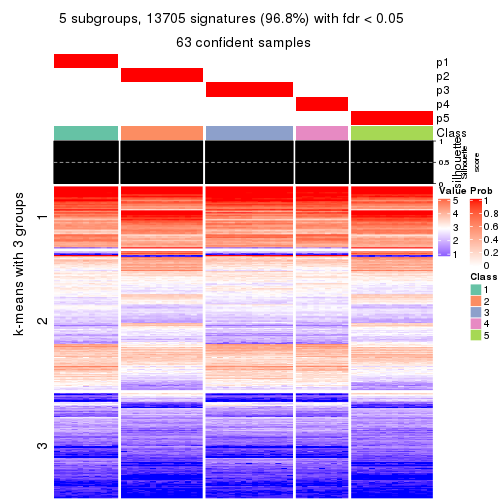 5 subgroups, 13705 signatures (96.8%) with fdr < 0.05
63 confident samples
p1
p2
p3
p4
p5
Class
1
0.5
0
silhouette
Silhouette
score
k-means with 3 groups
1
2
3
Value
5
4
3
2
1
Prob
1
0.8
0.6
0.4
0.2
0
Class
1
2
3
4
5